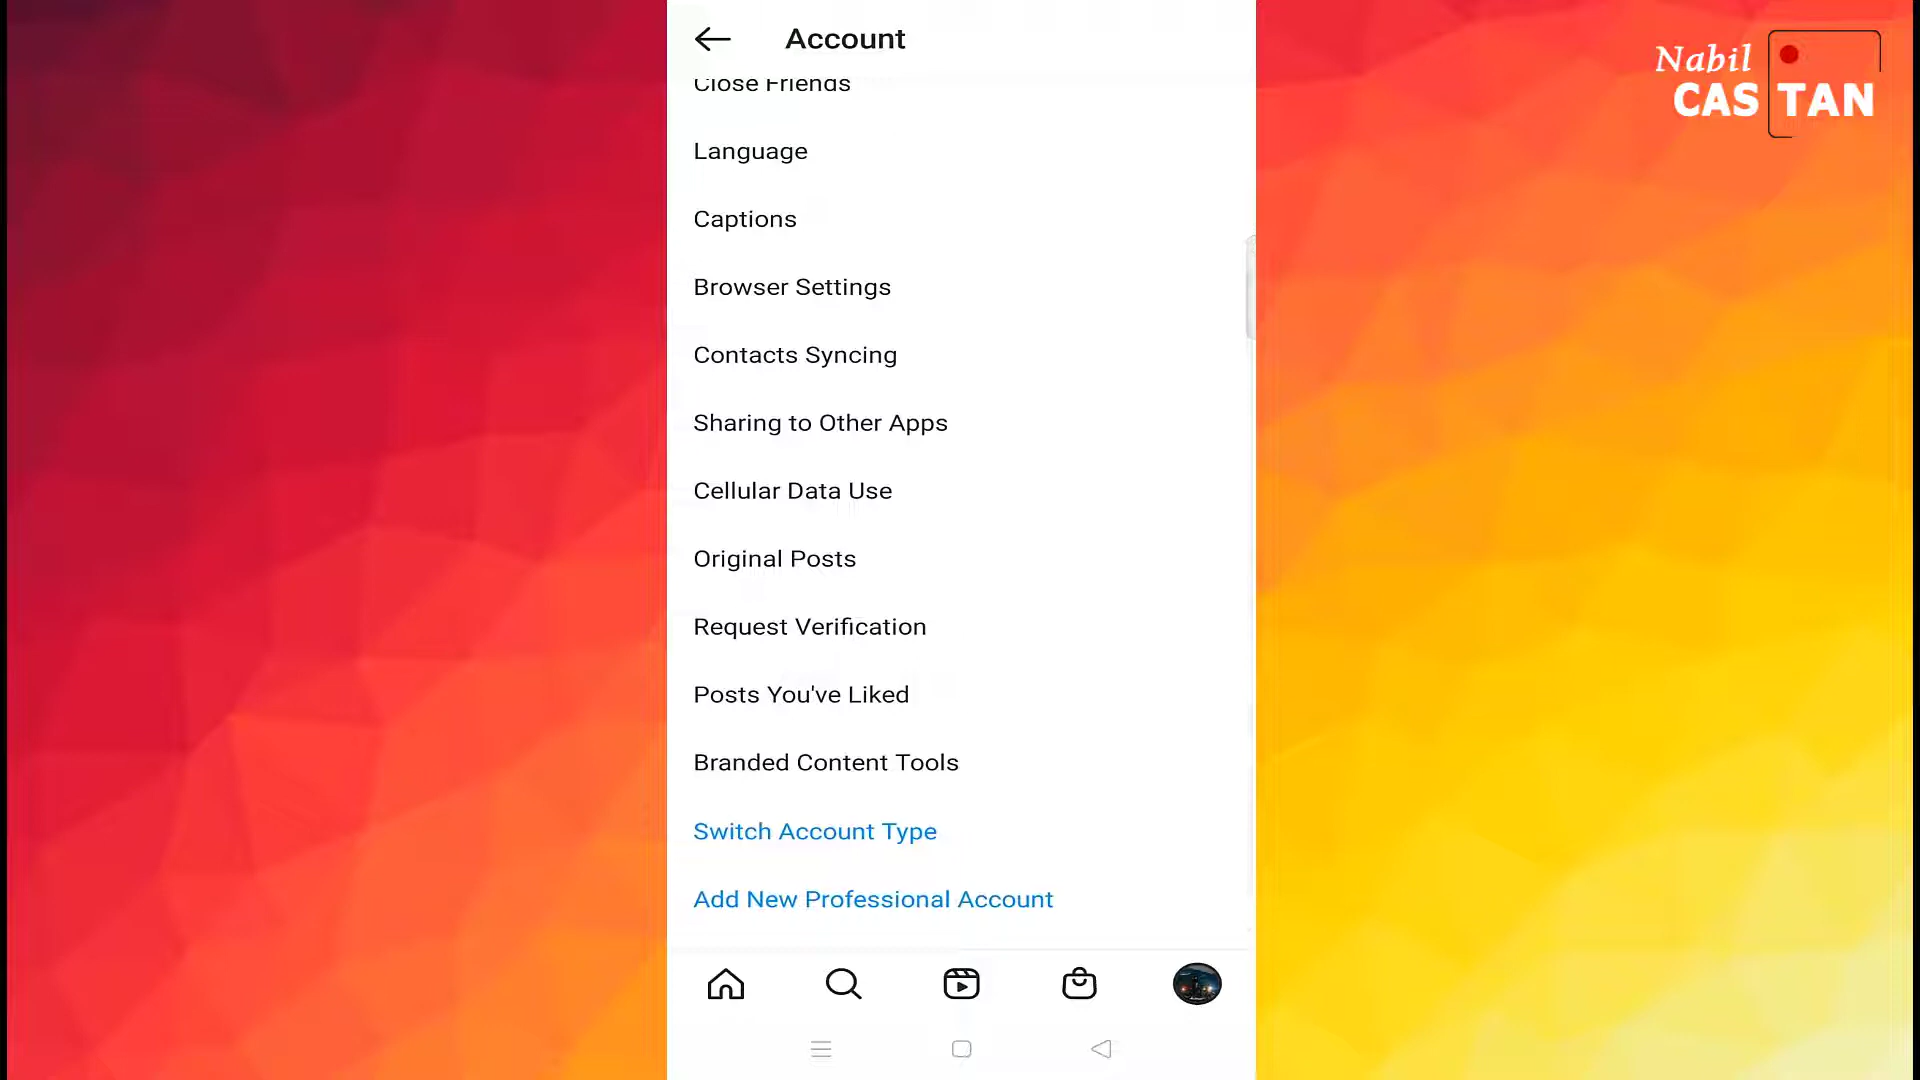 Account
Nabil
CAS TAN
Close Friends
Language
Captions
Browser Settings
Contacts Syncing
Sharing to Other Apps
Cellular Data Use
Original Posts
Request Verification
Posts You've Liked
Branded Content Tools
Switch Account Type
Add New Professional Account